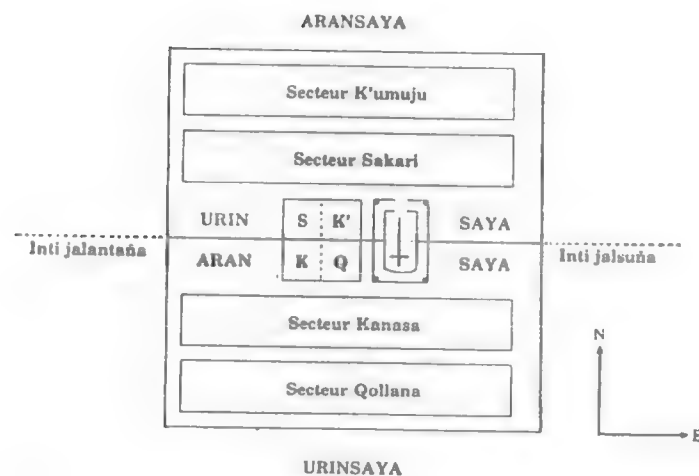 ARANSAYA
Secteur K'umuju
Secteur Sakari
URIN S K' SAYA
Inti jalantaña Inti jalsuña
ARAN K Q SAYA
Secteur Kanasa
Secteur Qollana
N
E
URINSAYA